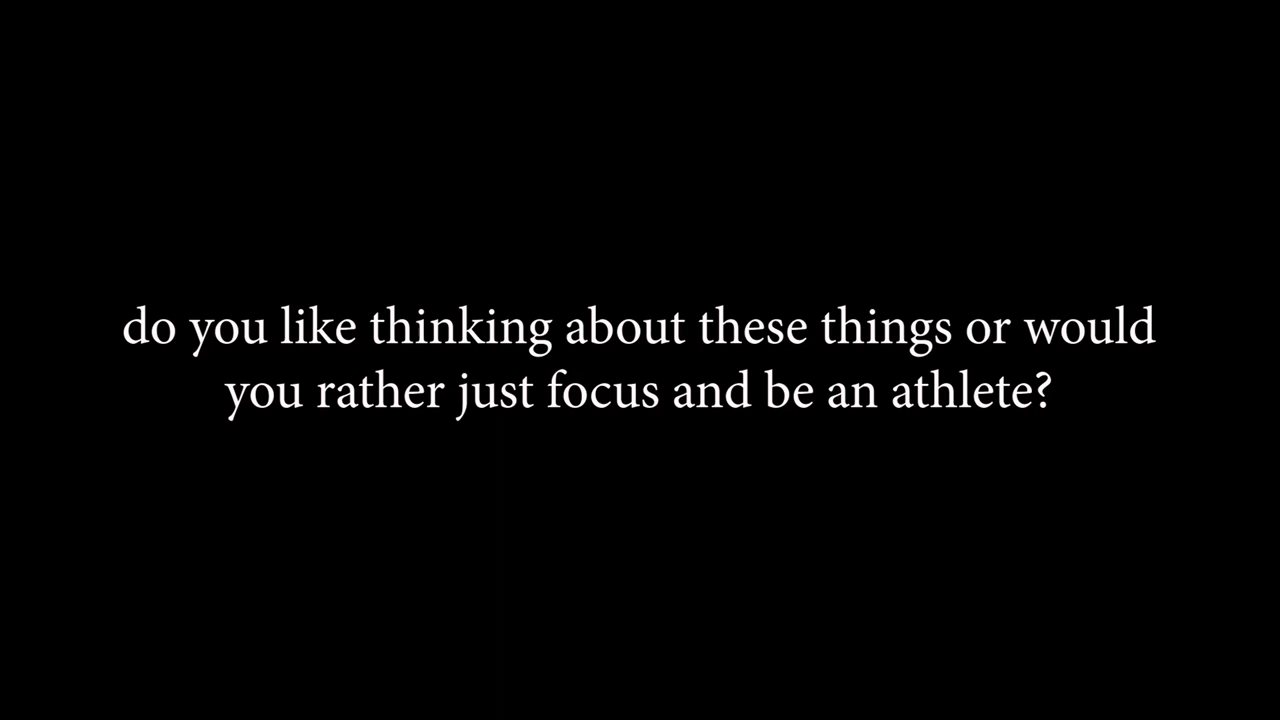 do you like thinking about these things or would
you rather just focus and be an athlete?